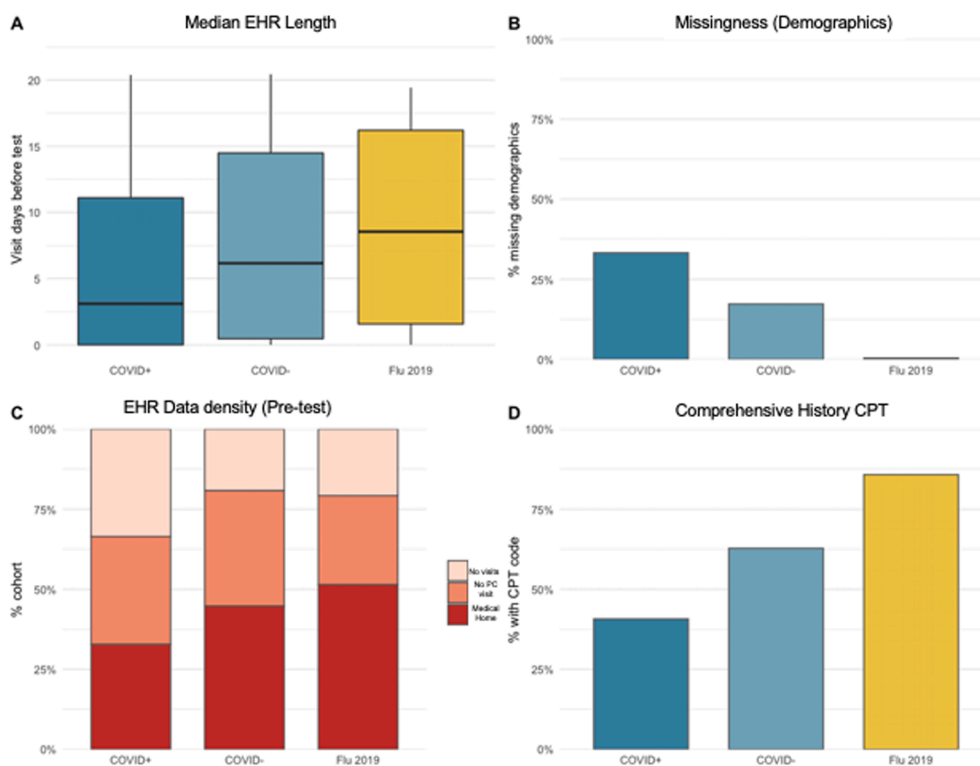 A
Median EHR Length
Visit days before test
20
15
10
5
0
COVID+
COVID-
Flu 2019
B
Missingness (Demographics)
% missing demographics
100%
75%
50%
25%
0%
COVID+
COVID-
Flu 2019
C
EHR Data density (Pre-test)
% cohort
100%
75%
50%
25%
0%
COVID+
COVID-
Flu 2019
No visits
No PC
visit
Medical
Home
D
Comprehensive History CPT
% with CPT code
100%
75%
50%
25%
0%
COVID+
COVID-
Flu 2019